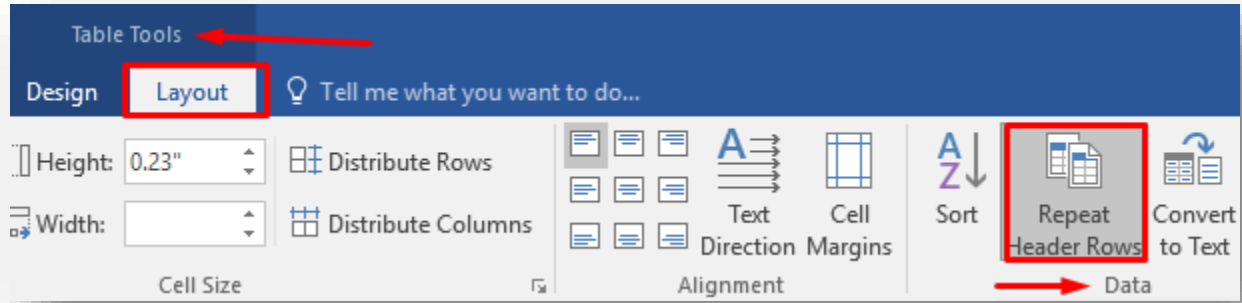 Table Tools
Design Layout Tell me what you want to do...
Height: 0.23" Distribute Rows
Width: Distribute Columns
Text Direction
Cell Margins
A Z
Sort
Repeat Header Rows
Convert to Text
Cell Size Alignment Data